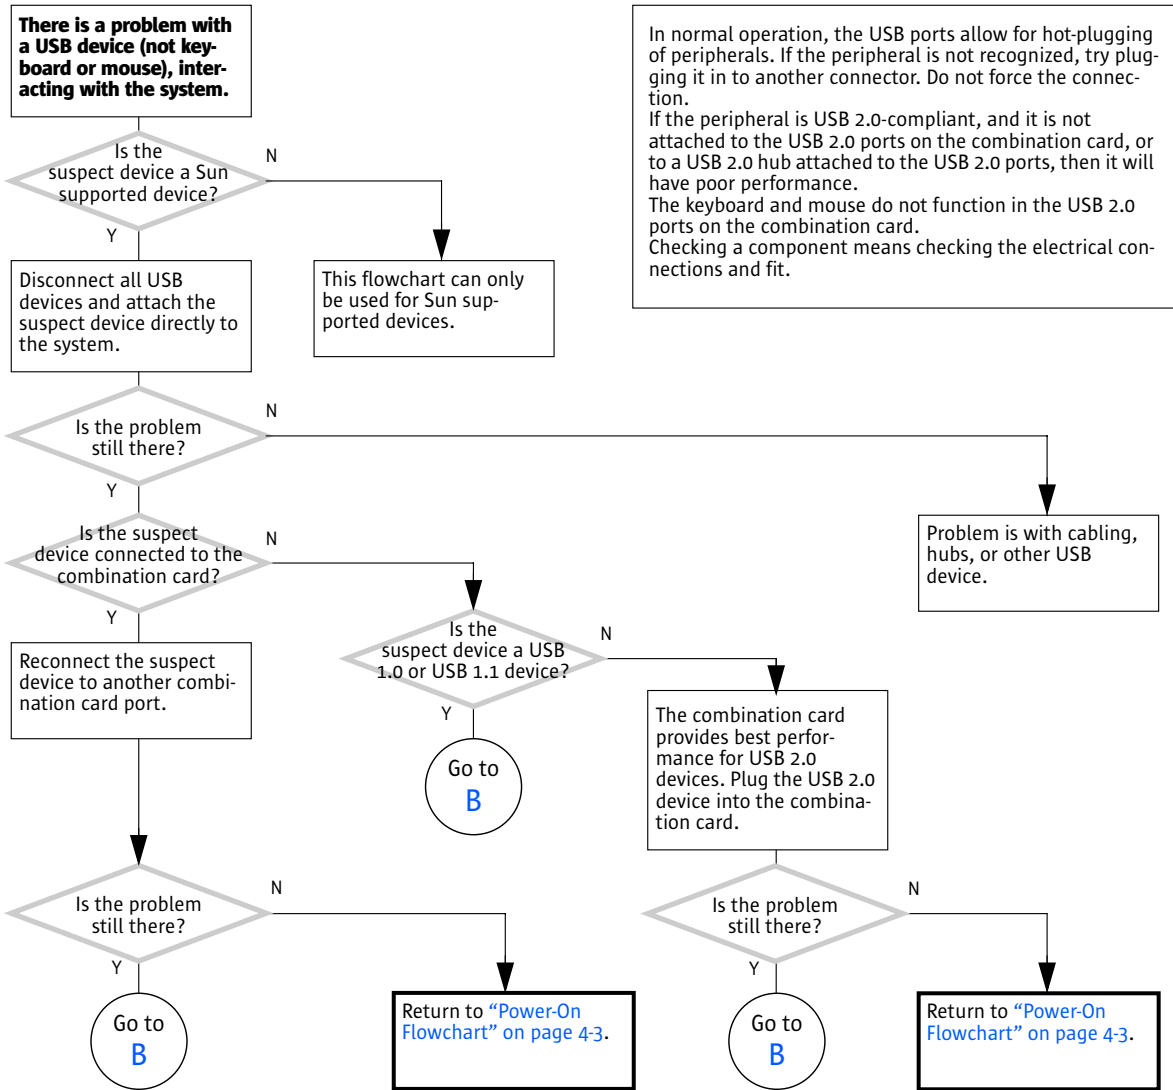 There is a problem with
a USB device (not key-
board or mouse), inter-
acting with the system.
In normal operation, the USB ports allow for hot-plugging
of peripherals. If the peripheral is not recognized, try plug-
ging it in to another connector. Do not force the connec-
tion.
If the peripheral is USB 2.0-compliant, and it is not
attached to the USB 2.0 ports on the combination card, or
to a USB 2.0 hub attached to the USB 2.0 ports, then it will
have poor performance.
The keyboard and mouse do not function in the USB 2.0
ports on the combination card.
Checking a component means checking the electrical con-
nections and fit.
Is the
suspect device a Sun
supported device?
N
Y
Disconnect all USB
devices and attach the
suspect device directly to
the system.
This flowchart can only
be used for Sun sup-
ported devices.
Is the problem
still there?
N
Y
Problem is with cabling,
hubs, or other USB
device.
Is the suspect
device connected to the
combination card?
N
Y
Is the
suspect device a USB
1.0 or USB 1.1 device?
N
Y
Reconnect the suspect
device to another combi-
nation card port.
Go to
B
The combination card
provides best perfor-
mance for USB 2.0
devices. Plug the USB 2.0
device into the combina-
tion card.
Is the problem
still there?
N
Y
Is the problem
still there?
N
Y
Go to
B
Return to “Power-On
Flowchart” on page 4-3.
Go to
B
Return to “Power-On
Flowchart” on page 4-3.